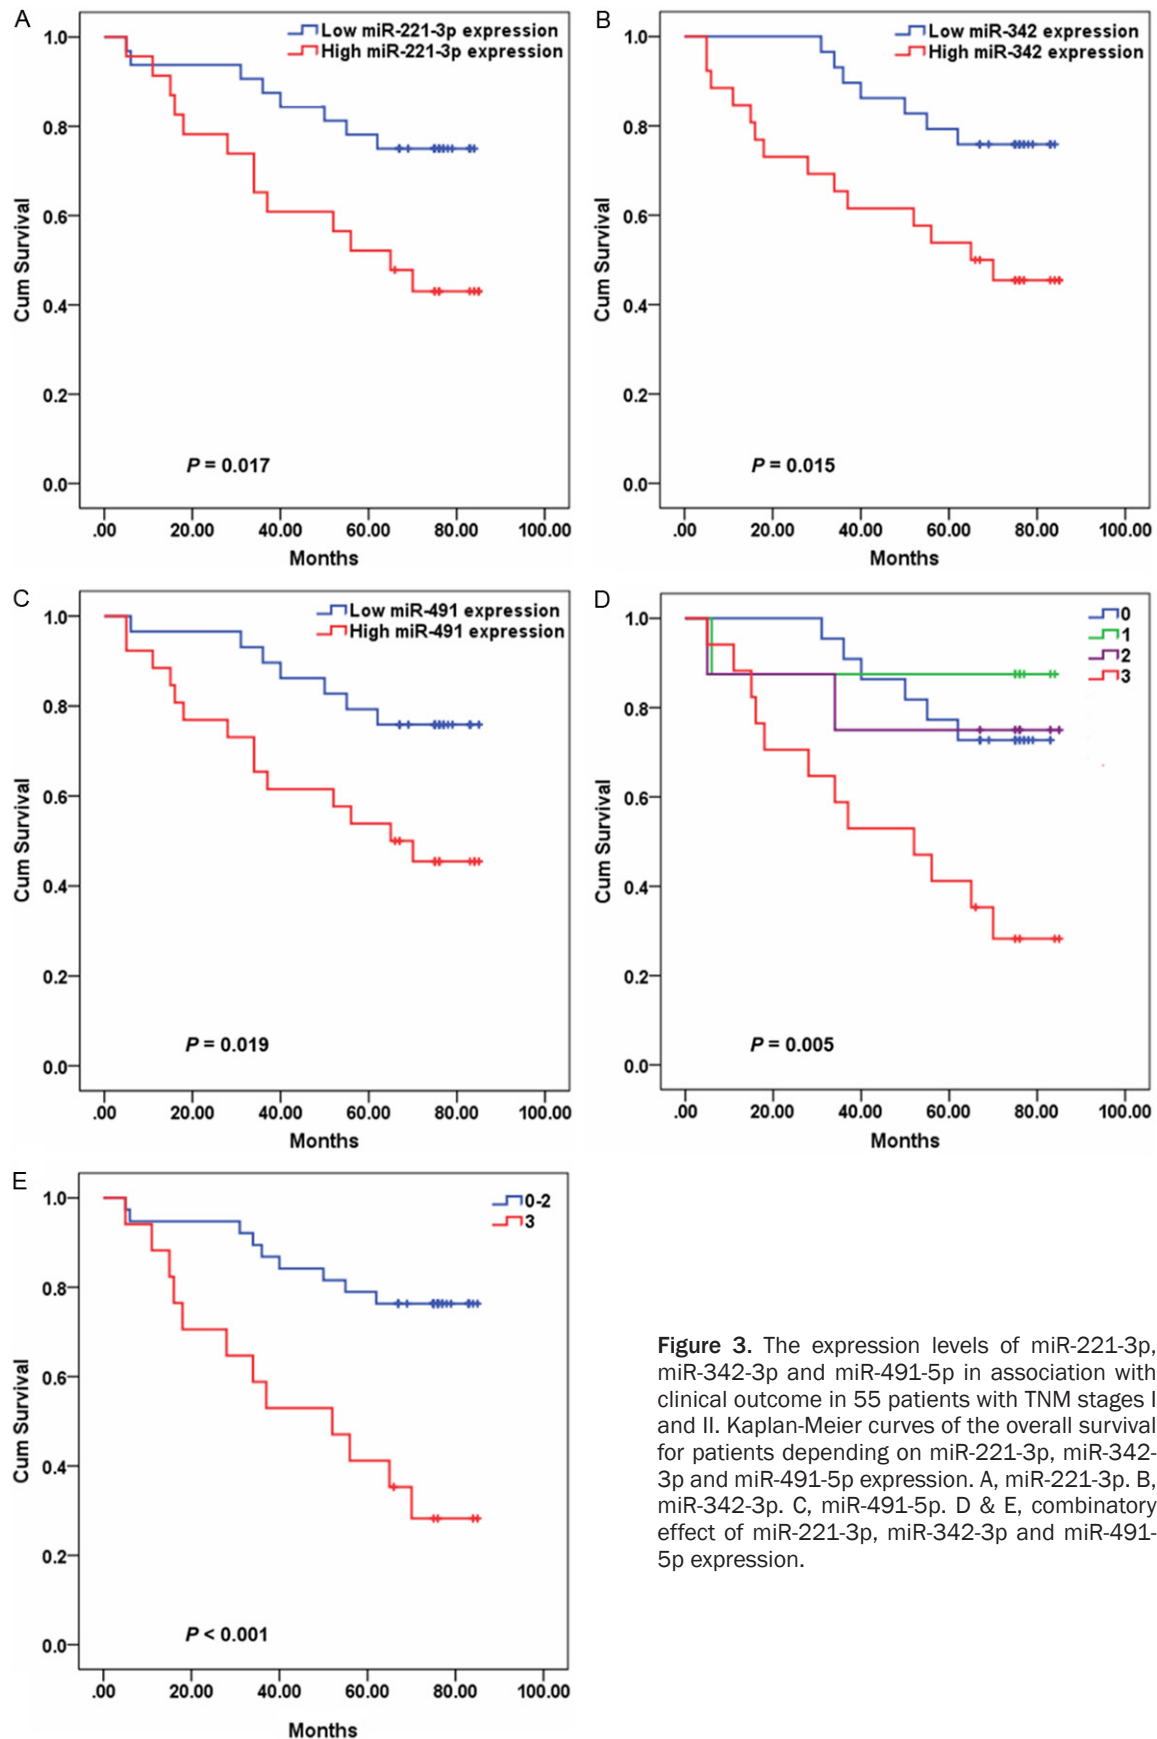 A
Low miR-221-3p expression
High miR-221-3p expression
1.0
0.8
0.6
0.4
0.2
0.0
Cum Survival
P = 0.017
.00 20.00 40.00 60.00 80.00 100.00
Months
B
Low miR-342 expression
High miR-342 expression
1.0
0.8
0.6
0.4
0.2
0.0
Cum Survival
P = 0.015
.00 20.00 40.00 60.00 80.00 100.00
Months
C
Low miR-491 expression
High miR-491 expression
1.0
0.8
0.6
0.4
0.2
0.0
Cum Survival
P = 0.019
.00 20.00 40.00 60.00 80.00 100.00
Months
D
0
1
2
3
1.0
0.8
0.6
0.4
0.2
0.0
Cum Survival
P = 0.005
.00 20.00 40.00 60.00 80.00 100.00
Months
E
0-2
3
1.0
0.8
0.6
0.4
0.2
0.0
Cum Survival
P < 0.001
.00 20.00 40.00 60.00 80.00 100.00
Months
Figure 3. The expression levels of miR-221-3p,
miR-342-3p and miR-491-5p in association with
clinical outcome in 55 patients with TNM stages I
and II. Kaplan-Meier curves of the overall survival
for patients depending on miR-221-3p, miR-342-
3p and miR-491-5p expression. A, miR-221-3p. B,
miR-342-3p. C, miR-491-5p. D & E, combinatory
effect of miR-221-3p, miR-342-3p and miR-491-
5p expression.